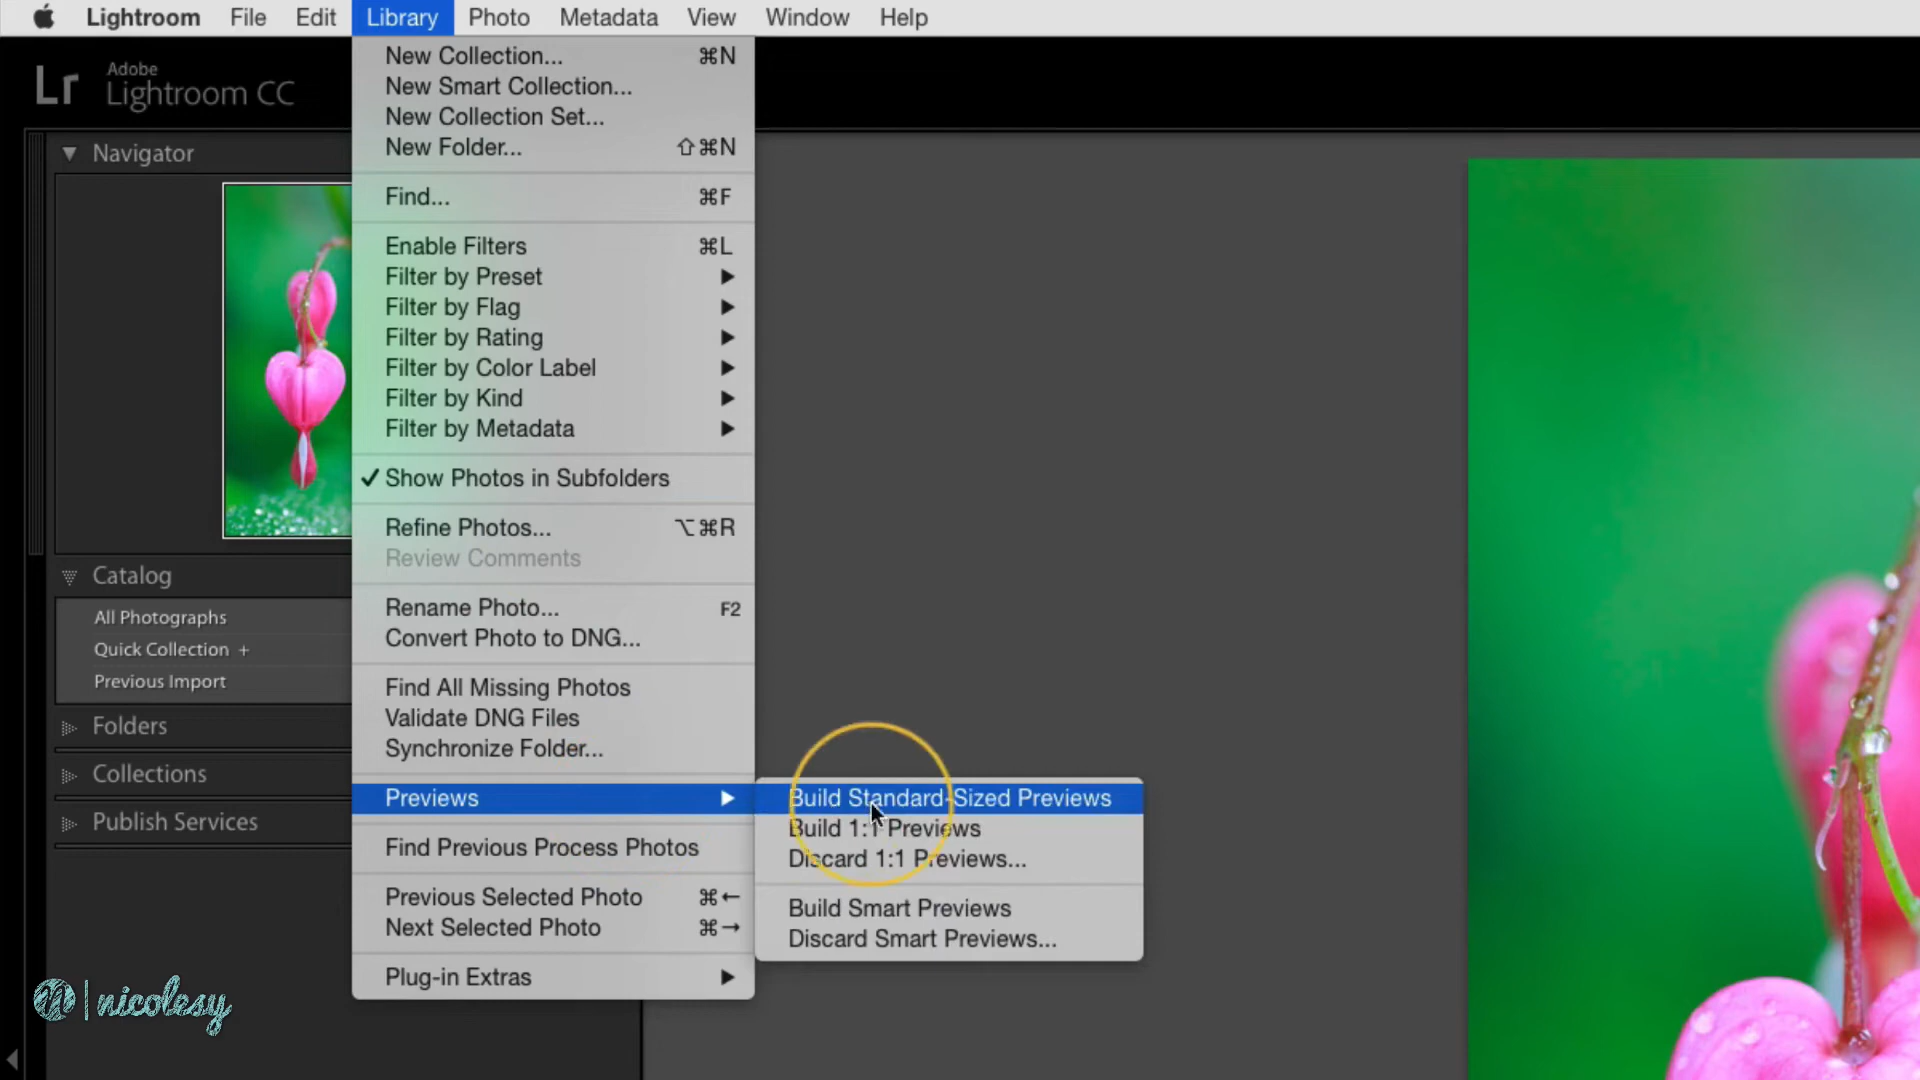 Lightroom File Edit Library Photo Metadata View Window Help
Lr Adobe
Lightroom CC
Navigator
Catalog
All Photographs
Quick Collection +
Previous Import
Folders
Collections
Publish Services
New Collection... ⌘N
New Smart Collection...
New Collection Set...
New Folder... ⇧⌘N
Find... ⌘F
Enable Filters ⌘L
Filter by Preset
Filter by Flag
Filter by Rating
Filter by Color Label
Filter by Kind
Filter by Metadata
✓ Show Photos in Subfolders
Refine Photos... ⌥⌘R
Review Comments
Rename Photo... F2
Convert Photo to DNG...
Find All Missing Photos
Validate DNG Files
Synchronize Folder...
Previews
Find Previous Process Photos
Previous Selected Photo ⌘←
Next Selected Photo ⌘→
Plug-in Extras
Build Standard-Sized Previews
Build 1:1 Previews
Discard 1:1 Previews...
Build Smart Previews
Discard Smart Previews...
n | nicolesy